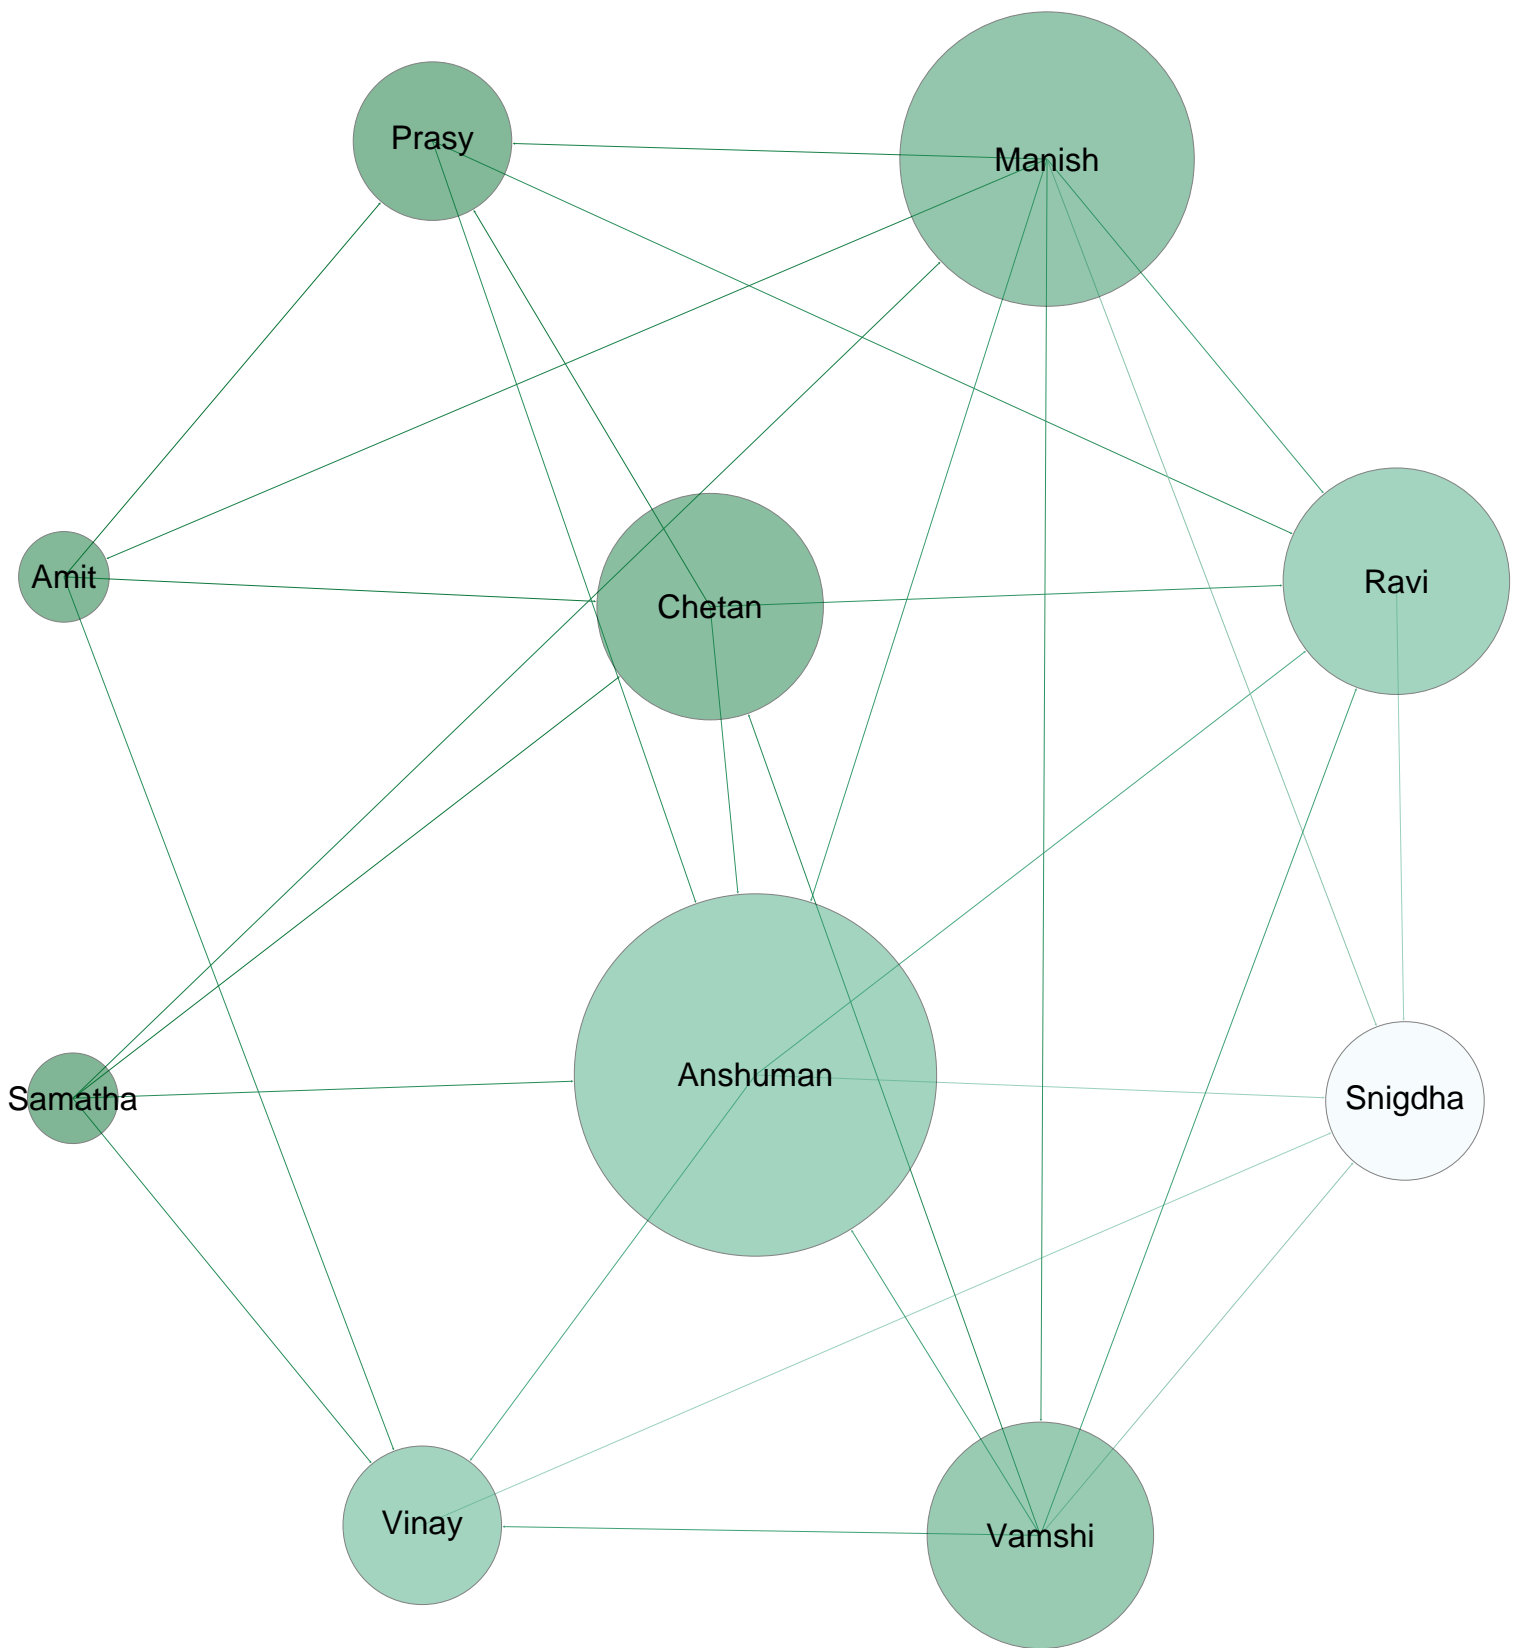 Prasy
Manish
Amit
Chetan
Ravi
Anshuman
Samatha
Snigdha
Vinay
Vamshi